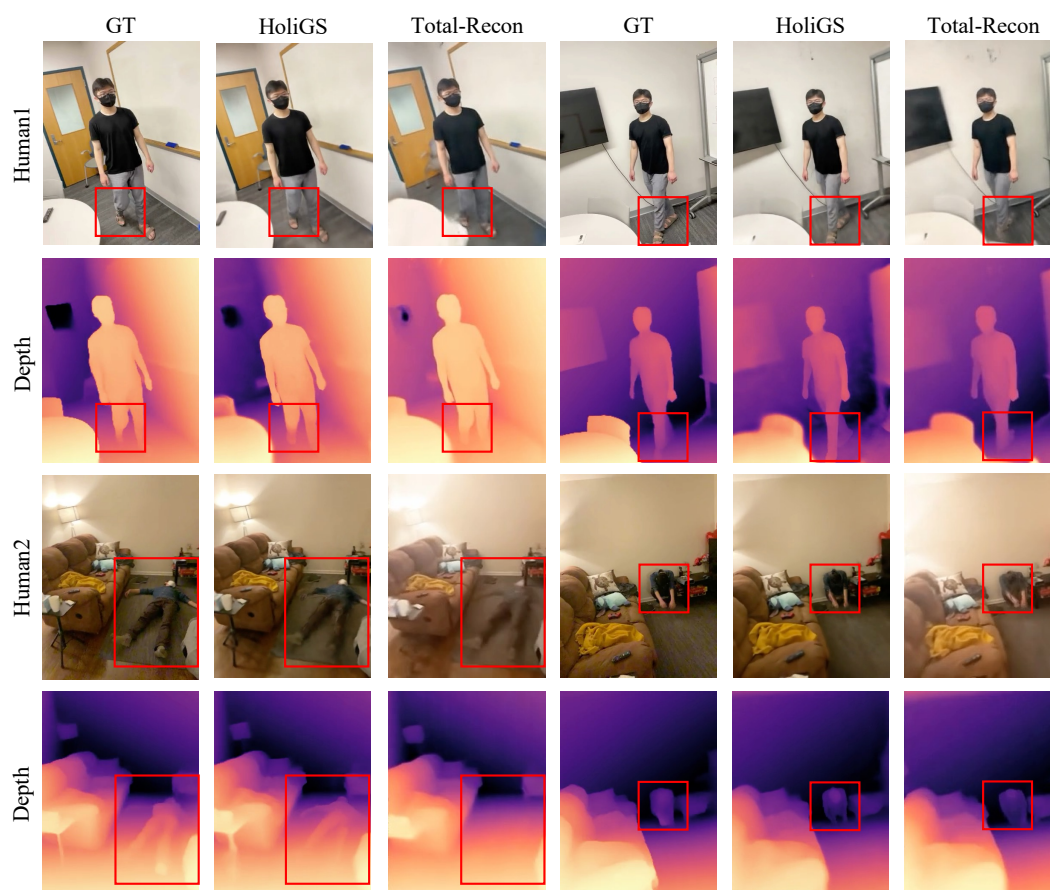 GT HoliGS Total-Recon GT HoliGS Total-Recon
Human1
Depth
Human2
Depth